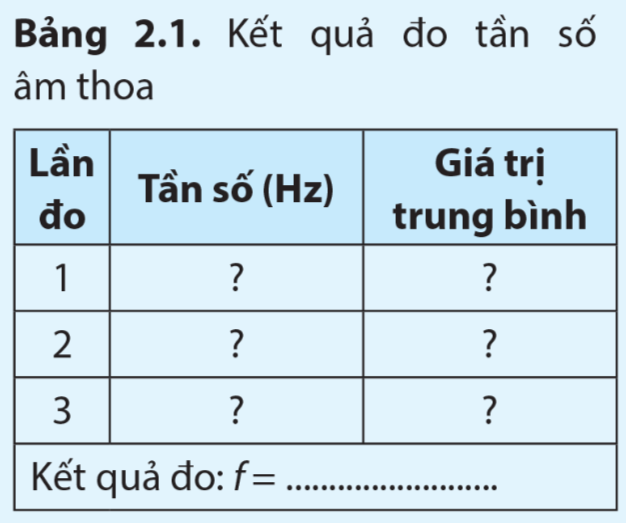 Bảng 2.1. Kết quả đo tần số
âm thoa
Lần đo | Tần số (Hz) | Giá trị trung bình
1 | ? | ?
2 | ? | ?
3 | ? | ?
Kết quả đo: f = .........................